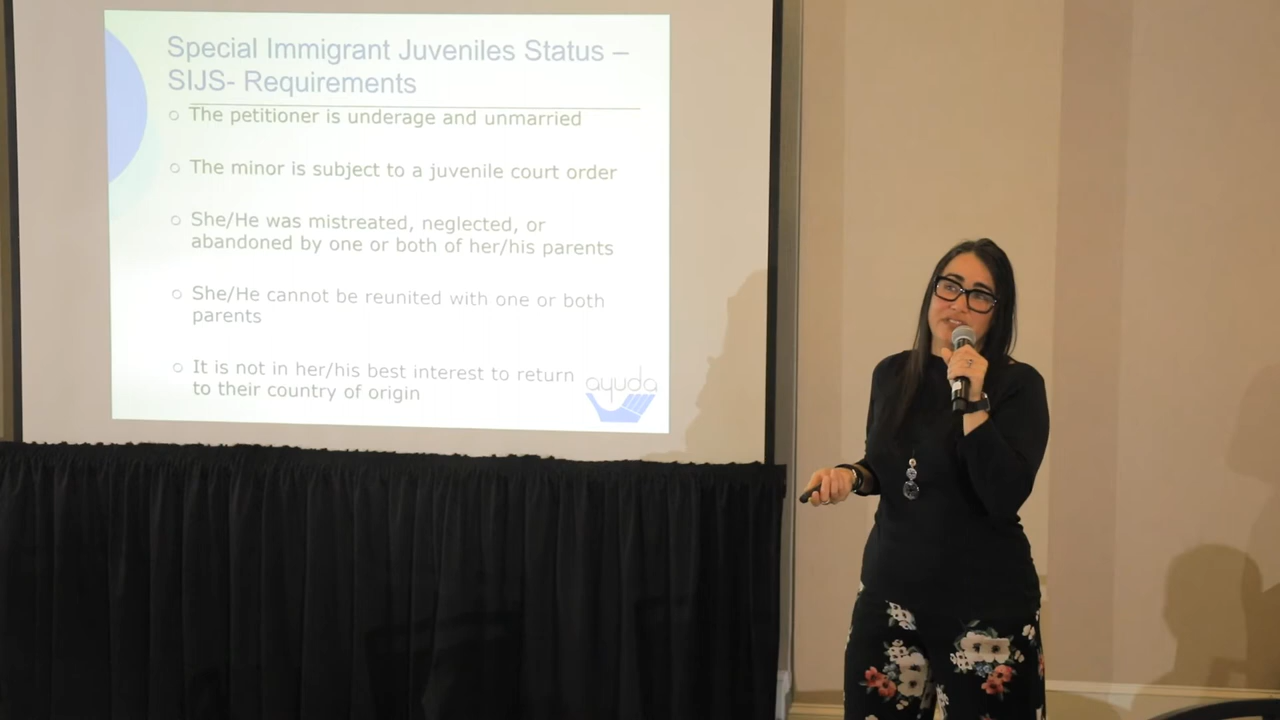 Special Immigrant Juveniles Status –
SIJS- Requirements
The petitioner is underage and unmarried
The minor is subject to a juvenile court order
She/He was mistreated, neglected, or
abandoned by one or both of her/his parents
She/He cannot be reunited with one or both
parents
It is not in her/his best interest to return
to their country of origin
ayuda